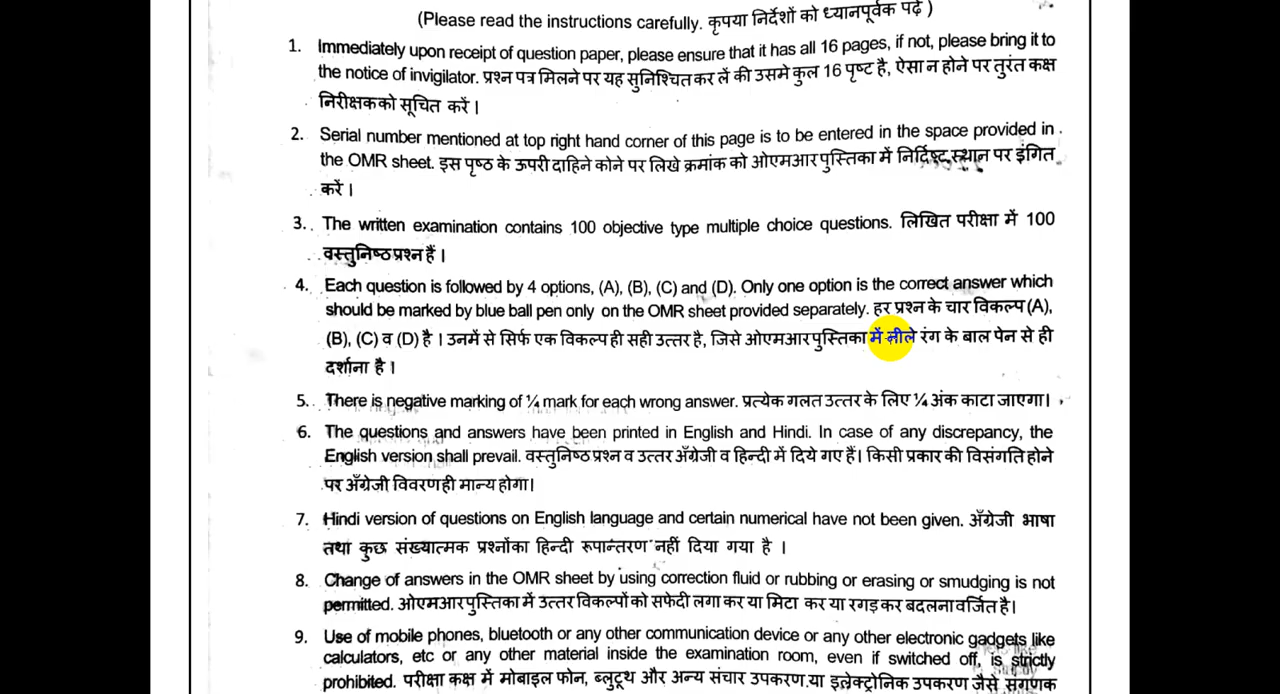 (Please read the instructions carefully. कृपया निर्देशों को ध्यानपूर्वक पढ़े )
1. Immediately upon receipt of question paper, please ensure that it has all 16 pages, if not, please bring it to
the notice of invigilator. प्रश्न पत्र मिलने पर यह सुनिश्चित कर लें की उसमे कुल 16 पृष्ट है, ऐसा न होने पर तुरंत कक्ष
निरीक्षकको सूचित करें।
2. Serial number mentioned at top right hand corner of this page is to be entered in the space provided in
the OMR sheet. इस पृष्ठ के ऊपरी दाहिने कोने पर लिखे क्रमांक को ओएमआरपुस्तिका में निर्दिष्ट स्थान पर इंगित
करें।
3. The written examination contains 100 objective type multiple choice questions. लिखित परीक्षा में 100
वस्तुनिष्ठप्रश्न हैं।
4. Each question is followed by 4 options, (A), (B), (C) and (D). Only one option is the correct answer which
should be marked by blue ball pen only on the OMR sheet provided separately. हर प्रश्न के चार विकल्प (A),
(B), (C) व (D) है। उनमें से सिर्फ एक विकल्प ही सही उत्तर है, जिसे ओएमआरपुस्तिका में नीले रंग के बाल पेन से ही
दर्शाना है।
5. There is negative marking of ¼ mark for each wrong answer. प्रत्येक गलत उत्तर के लिए ¼ अंक काटा जाएगा।
6. The questions and answers have been printed in English and Hindi. In case of any discrepancy, the
English version shall prevail. वस्तुनिष्ठ प्रश्न व उत्तर अँग्रेजी व हिन्दी में दिये गए हैं। किसी प्रकार की विसंगति होने
पर अँग्रेजी विवरणही मान्य होगा।
7. Hindi version of questions on English language and certain numerical have not been given. अँग्रेजी भाषा
तथा कुछ संख्यात्मक प्रश्नोंका हिन्दी रूपान्तरण नहीं दिया गया है ।
8. Change of answers in the OMR sheet by using correction fluid or rubbing or erasing or smudging is not
permitted. ओएमआरपुस्तिका में उत्तर विकल्पों को सफेदी लगा कर या मिटा कर या रगड़ कर बदलना वर्जित है।
9. Use of mobile phones, bluetooth or any other communication device or any other electronic gadgets like
calculators, etc or any other material inside the examination room, even if switched off, is strictly
prohibited. परीक्षा कक्ष में मोबाइल फोन, ब्लुटूथ और अन्य संचार उपकरण या इलेक्ट्रोनिक उपकरण जैसे संगणक